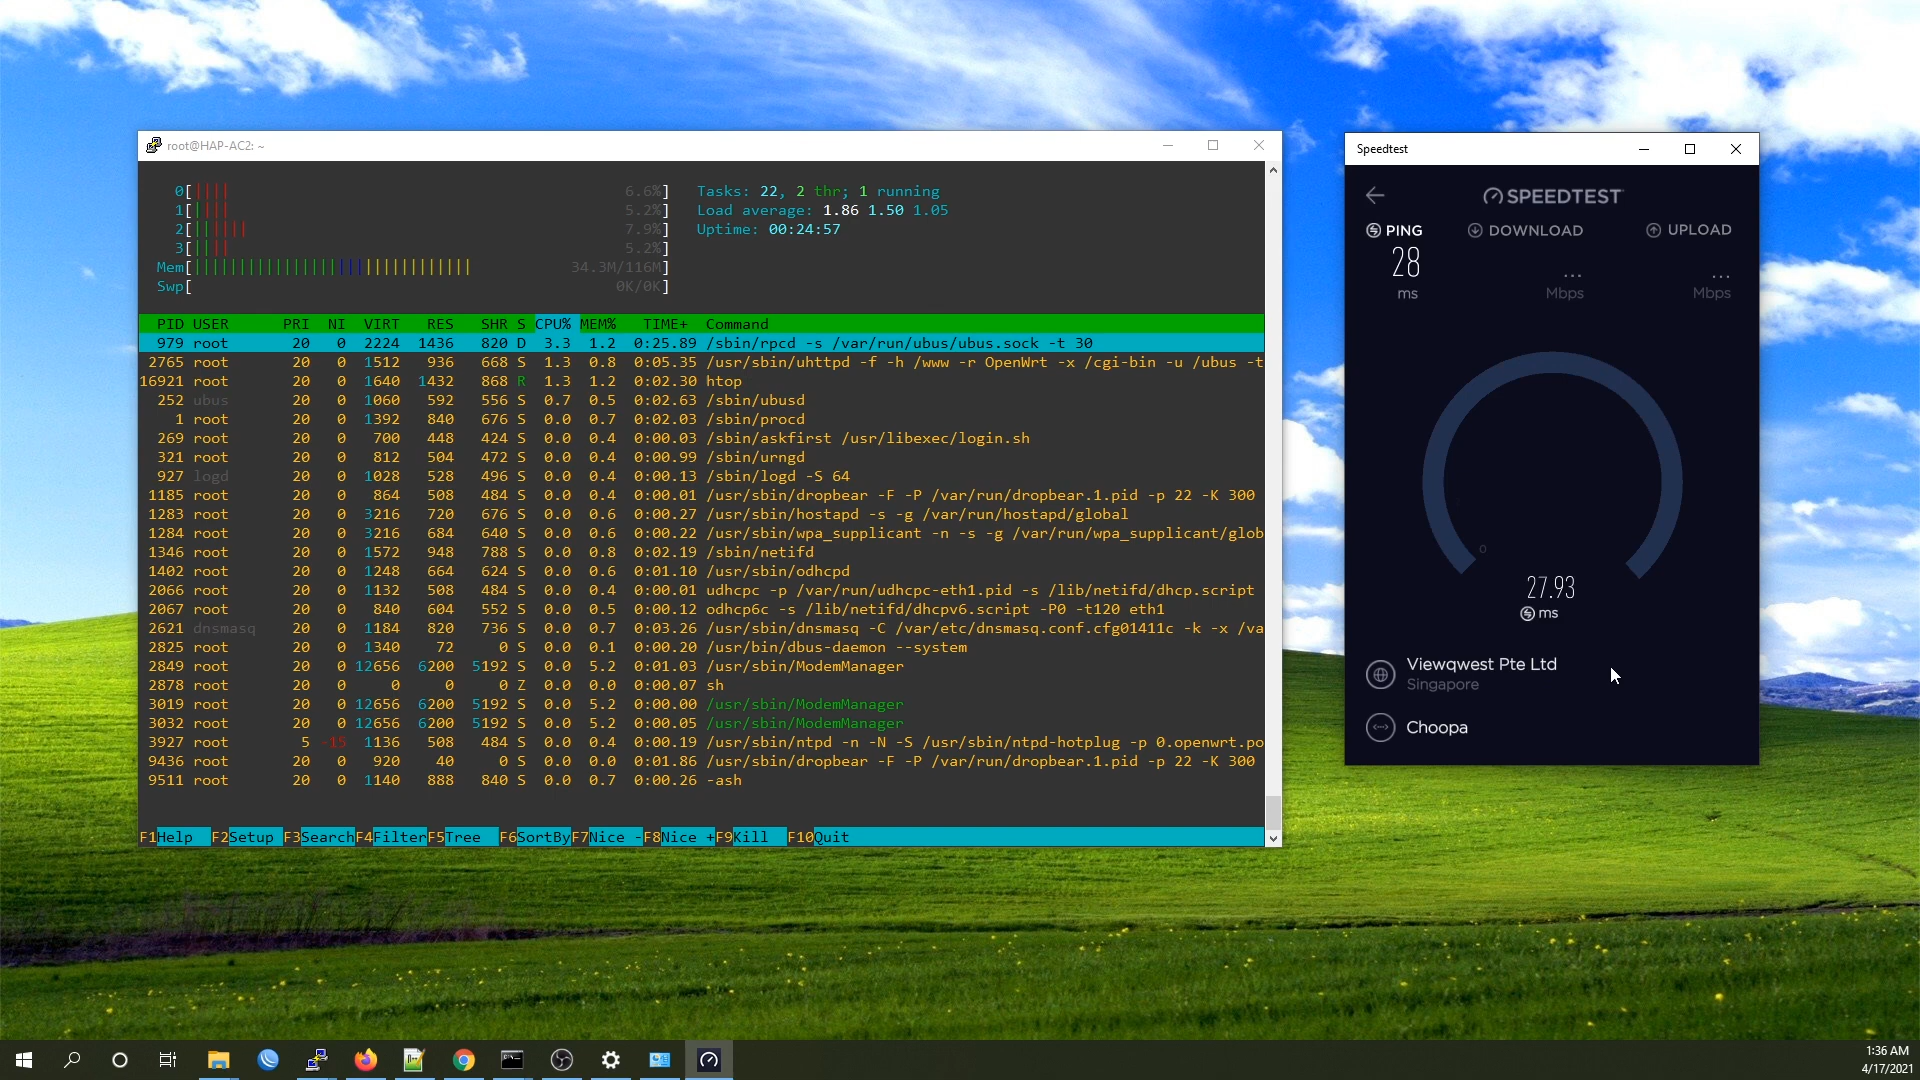 root@HAP-AC2: ~
0[|||| 6.6%] Tasks: 22, 2 thr; 1 running
1[|||| 5.2%] Load average: 1.86 1.50 1.05
2[|||||| 7.9%] Uptime: 00:24:57
3[|||| 5.2%]
Mem[||||||||||||||||||||||||||||||| 34.3M/116M]
Swp[ 0K/0K]
PID USER PRI NI VIRT RES SHR S CPU% MEM% TIME+ Command
979 root 20 0 2224 1436 820 D 3.3 1.2 0:25.89 /sbin/rpcd -s /var/run/ubus/ubus.sock -t 30
2765 root 20 0 1512 936 668 S 1.3 0.8 0:05.35 /usr/sbin/uhttpd -f -h /www -r OpenWrt -x /cgi-bin -u /ubus -t
16921 root 20 0 1640 1432 868 R 1.3 1.2 0:02.30 htop
252 ubus 20 0 1060 592 556 S 0.7 0.5 0:02.63 /sbin/ubusd
1 root 20 0 1392 840 676 S 0.0 0.7 0:02.03 /sbin/procd
269 root 20 0 700 448 424 S 0.0 0.4 0:00.03 /sbin/askfirst /usr/libexec/login.sh
321 root 20 0 812 504 472 S 0.0 0.4 0:00.99 /sbin/urngd
927 logd 20 0 1028 528 496 S 0.0 0.4 0:00.13 /sbin/logd -S 64
1185 root 20 0 864 508 484 S 0.0 0.4 0:00.01 /usr/sbin/dropbear -F -P /var/run/dropbear.1.pid -p 22 -K 300
1283 root 20 0 3216 720 676 S 0.0 0.6 0:00.27 /usr/sbin/hostapd -s -g /var/run/hostapd/global
1284 root 20 0 3216 684 640 S 0.0 0.6 0:00.22 /usr/sbin/wpa_supplicant -n -s -g /var/run/wpa_supplicant/glob
1346 root 20 0 1572 948 788 S 0.0 0.8 0:02.19 /sbin/netifd
1402 root 20 0 1248 664 624 S 0.0 0.6 0:01.10 /usr/sbin/odhcpd
2066 root 20 0 1132 508 484 S 0.0 0.4 0:00.01 udhcpc -p /var/run/udhcpc-eth1.pid -s /lib/netifd/dhcp.script
2067 root 20 0 840 604 552 S 0.0 0.5 0:00.12 odhcp6c -s /lib/netifd/dhcpv6.script -P0 -t120 eth1
2621 dnsmasq 20 0 1184 820 736 S 0.0 0.7 0:03.26 /usr/sbin/dnsmasq -C /var/etc/dnsmasq.conf.cfg01411c -k -x /va
2825 root 20 0 1340 72 0 S 0.0 0.1 0:00.20 /usr/bin/dbus-daemon --system
2849 root 20 0 12656 6200 5192 S 0.0 5.2 0:01.03 /usr/sbin/ModemManager
2878 root 20 0 0 0 0 Z 0.0 0.0 0:00.07 sh
3019 root 20 0 12656 6200 5192 S 0.0 5.2 0:00.00 /usr/sbin/ModemManager
3032 root 20 0 12656 6200 5192 S 0.0 5.2 0:00.05 /usr/sbin/ModemManager
3927 root 5 -15 1136 508 484 S 0.0 0.4 0:00.19 /usr/sbin/ntpd -n -N -S /usr/sbin/ntpd-hotplug -p 0.openwrt.po
9436 root 20 0 920 40 0 S 0.0 0.0 0:01.86 /usr/sbin/dropbear -F -P /var/run/dropbear.1.pid -p 22 -K 300
9511 root 20 0 1140 888 840 S 0.0 0.7 0:00.26 -ash
F1Help F2Setup F3SearchF4FilterF5Tree F6SortByF7Nice -F8Nice +F9Kill F10Quit
Speedtest
SPEEDTEST
PING DOWNLOAD UPLOAD
28 ... ...
ms Mbps Mbps
0
27.93
ms
Viewqwest Pte Ltd
Singapore
Choopa
1:36 AM
4/17/2021